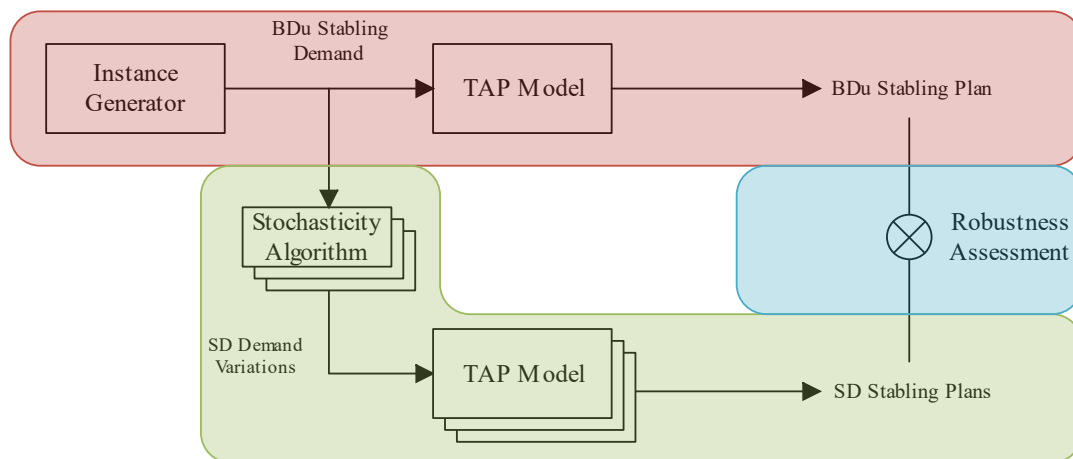 BDu Stabling
Demand
Instance
Generator
TAP Model
BDu Stabling Plan
Stochasticity
Algorithm
Robustness
Assessment
SD Demand
Variations
TAP Model
SD Stabling Plans